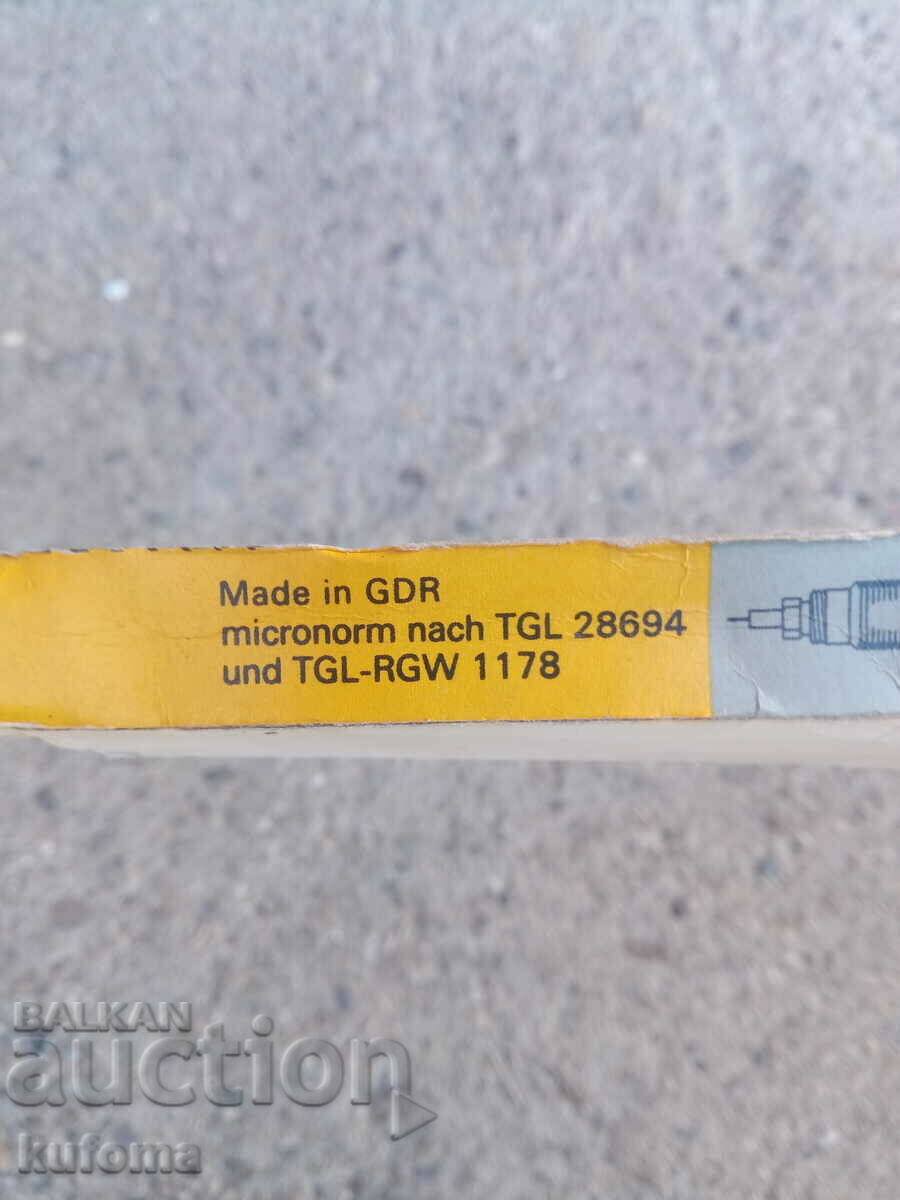 Made in GDR
micronorm nach TGL 28694
und TGL-RGW 1178
BALKAN
auction
kufoma